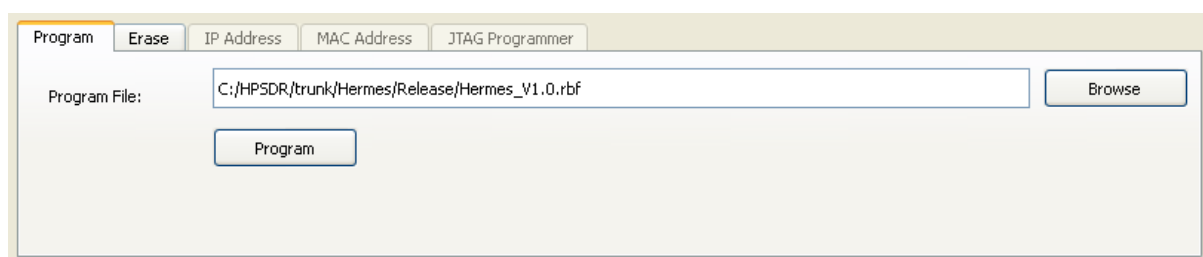 Program Erase IP Address MAC Address JTAG Programmer
Program File: C:/HPSDR/trunk/Hermes/Release/Hermes_V1.0.rbf Browse
Program